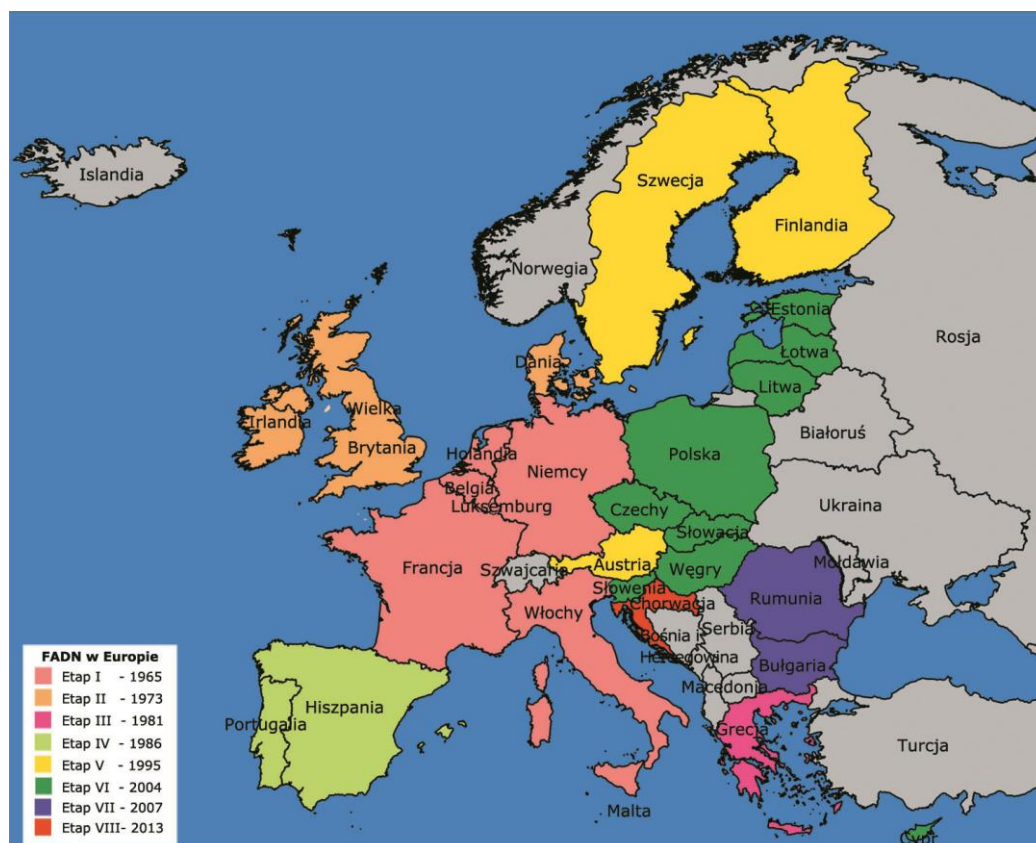 Islandia
Szwecja
Finlandia
Norwegia
Rosja
Estonia
Łotwa
Litwa
Dania
Irlandia
Wielka
Brytania
Białoruś
Holandia
Niemcy
Polska
Belgia
Luksemburg
Czechy
Ukraina
Słowacja
Francja
Szwajcaria
Austria
Węgry
Mołdawia
Słowenia
Chorwacja
Rumunia
Włochy
Bośnia i
Hercegowina
Serbia
Bułgaria
Macedonia
Portugalia
Hiszpania
Grecja
Turcja
Malta
Cypr
FADN w Europie
Etap I - 1965
Etap II - 1973
Etap III - 1981
Etap IV - 1986
Etap V - 1995
Etap VI - 2004
Etap VII - 2007
Etap VIII- 2013